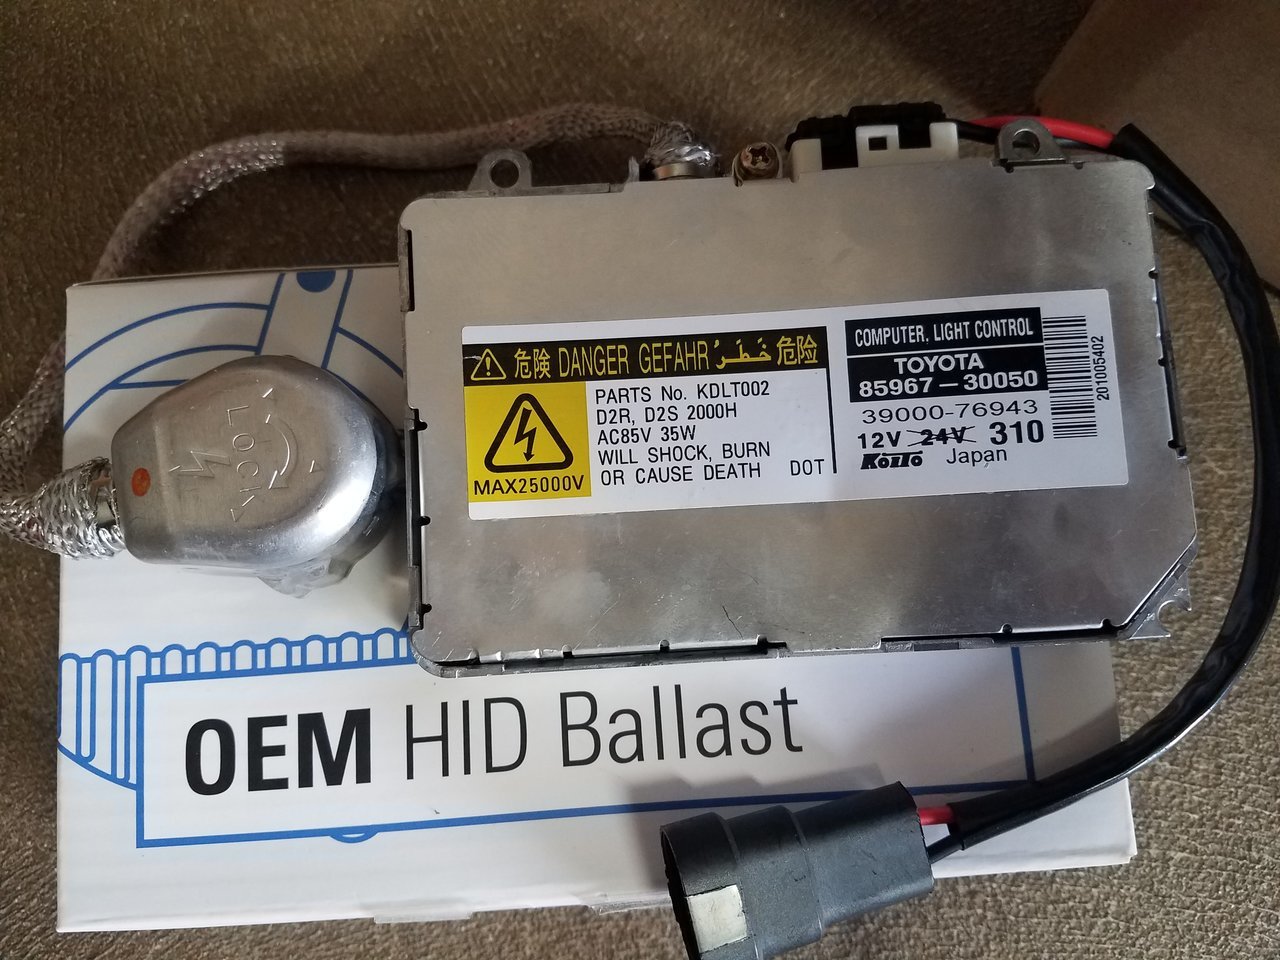 危険 DANGER GEFAHR خَطَرٌ 危险
PARTS No. KDLT002
D2R, D2S 2000H
AC85V 35W
WILL SHOCK, BURN
OR CAUSE DEATH DOT
MAX25000V
COMPUTER, LIGHT CONTROL
TOYOTA
85967-30050
39000-76943
12V 24V 310
KOITO Japan
201005402
LOCK
OEM HID Ballast